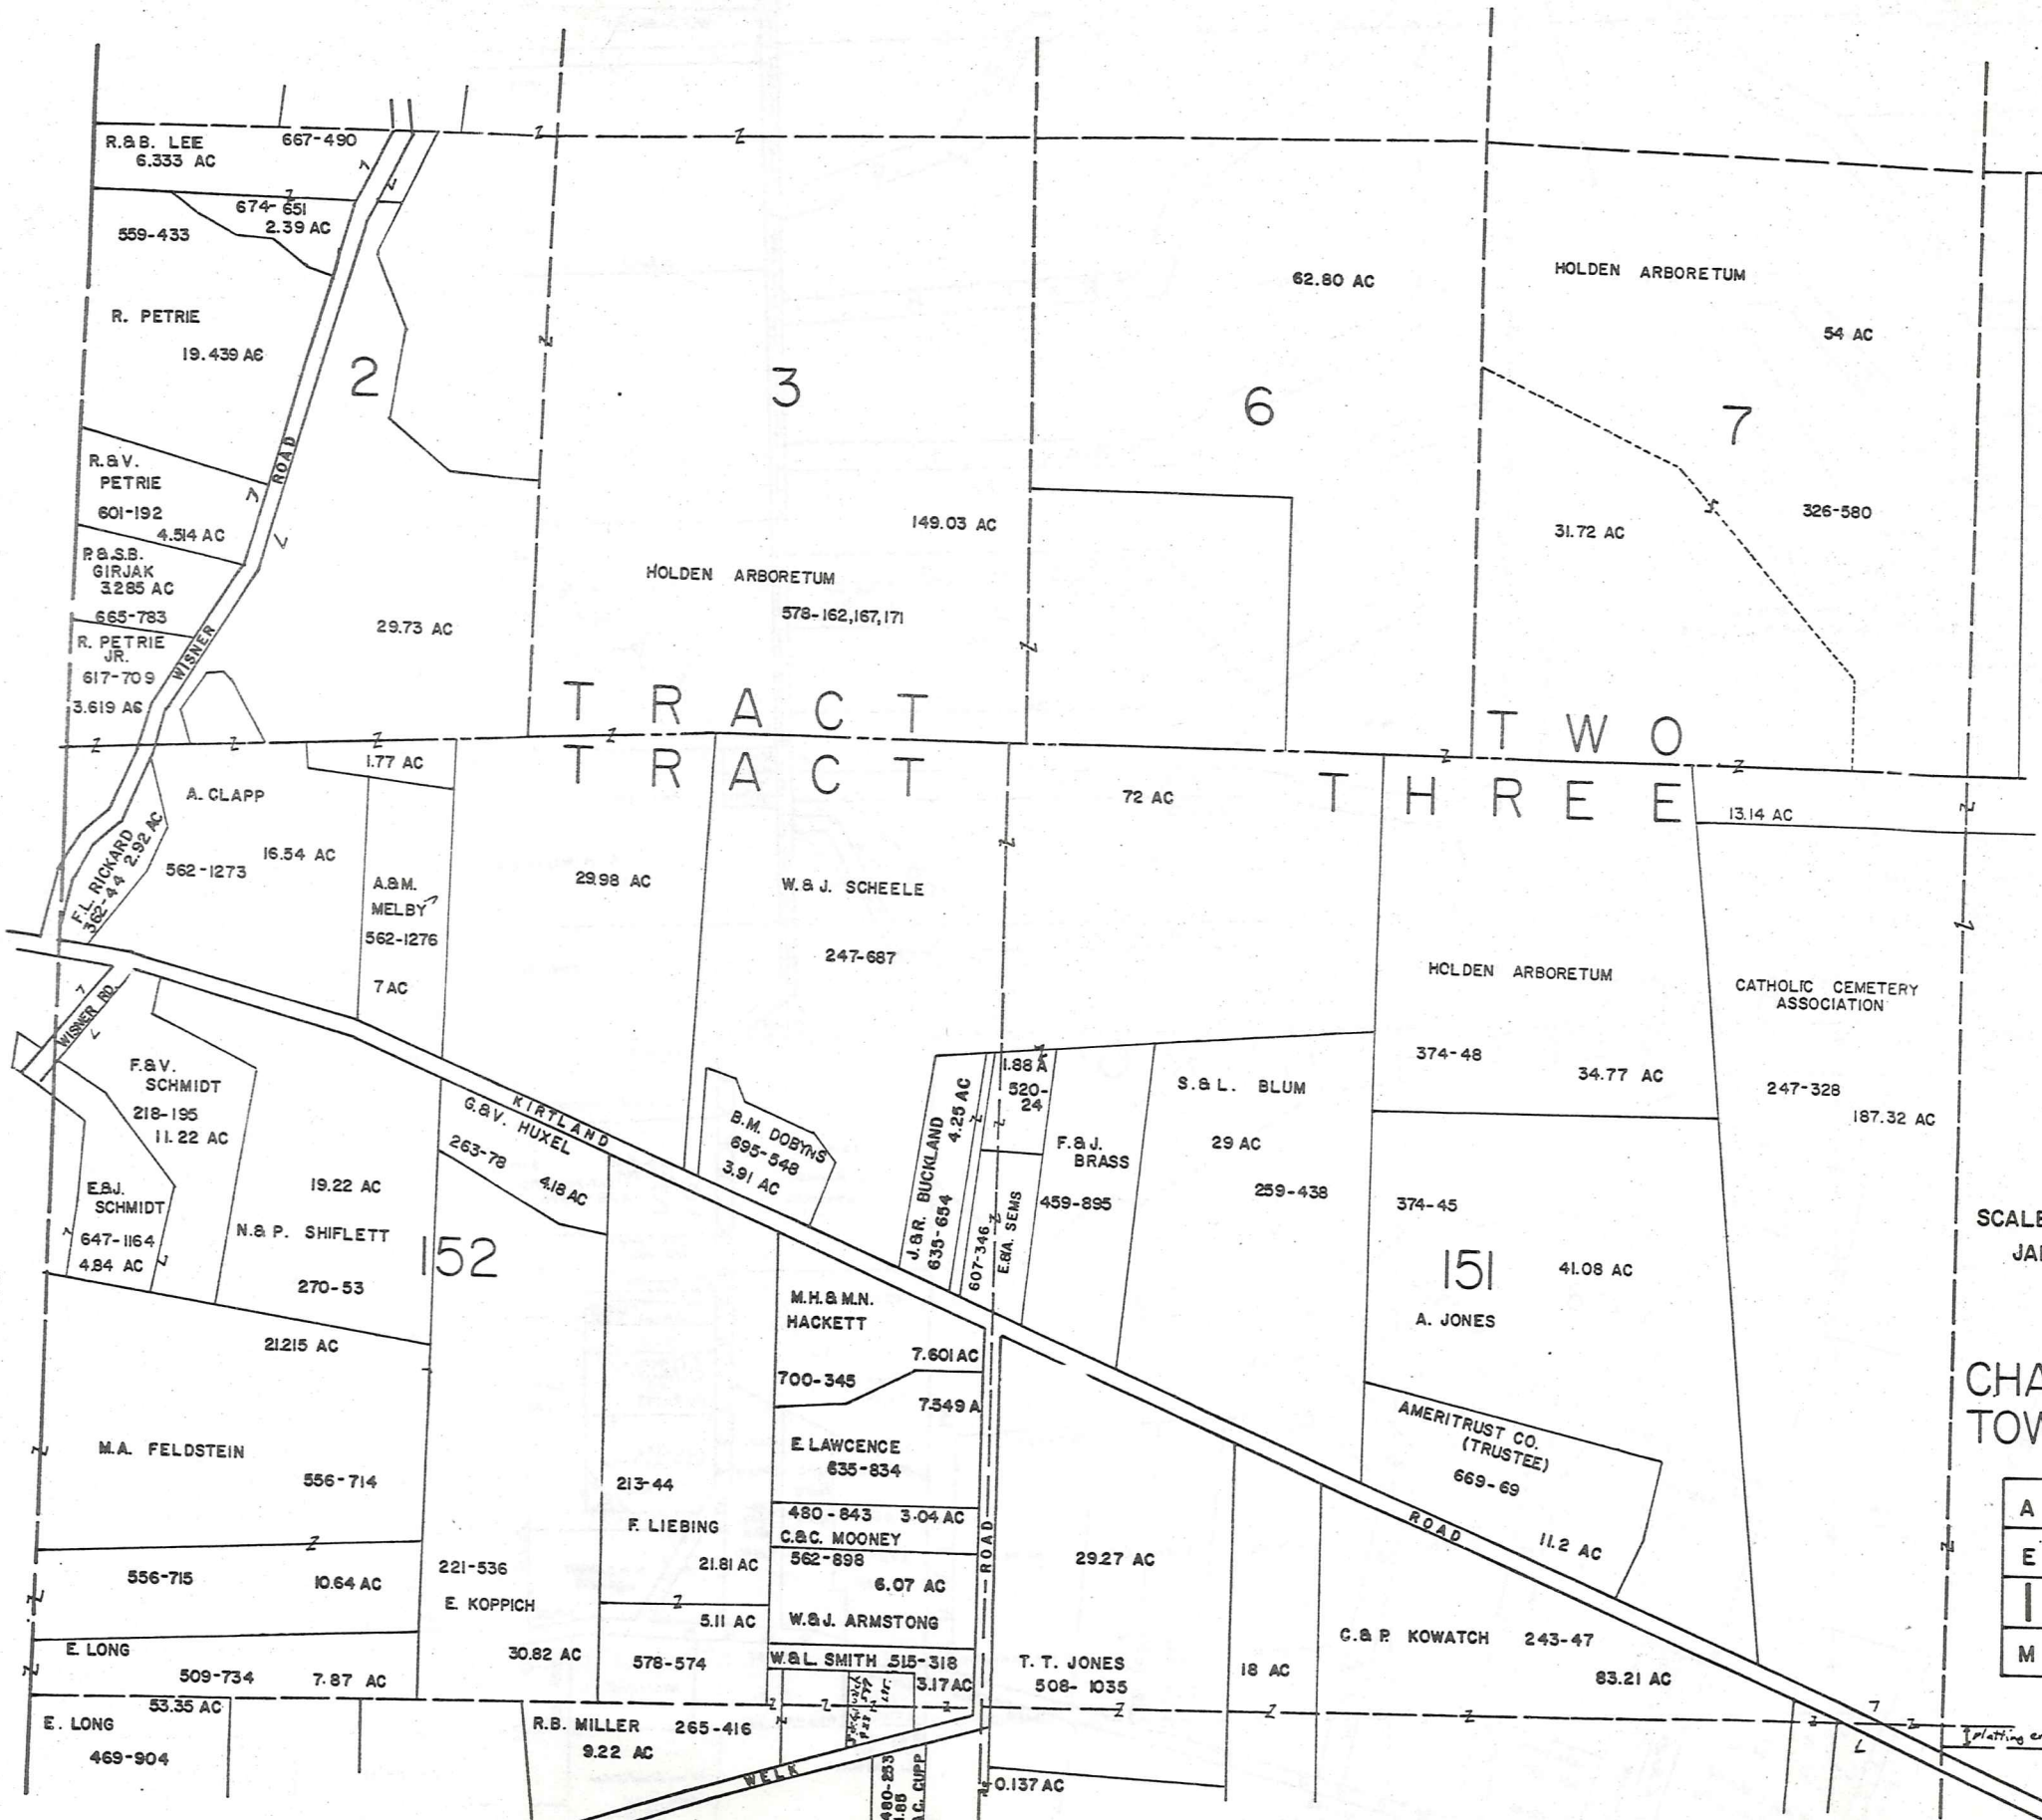 R.&B. LEE
6.333 AC
667-490
674-651
2.39 AC
559-433
R. PETRIE
19.439 AC
2
3
6
7
62.80 AC
HOLDEN ARBORETUM
54 AC
326-580
31.72 AC
R.&V.
PETRIE
601-192
4.514 AC
P.&S.B.
GIRJAK
3.285 AC
665-783
R. PETRIE
JR.
617-709
3.619 AC
WISNER ROAD
29.73 AC
149.03 AC
HOLDEN ARBORETUM
578-162,167,171
TRACT TWO
TRACT THREE
1.77 AC
A. CLAPP
16.54 AC
562-1273
F.L. RICKARD
362-44 2.92 AC
A.&M.
MELBY
562-1276
7 AC
29.98 AC
W.&J. SCHEELE
247-687
72 AC
13.14 AC
HOLDEN ARBORETUM
374-48
34.77 AC
CATHOLIC CEMETERY
ASSOCIATION
247-328
187.32 AC
WISNER RD.
F.&V.
SCHMIDT
218-195
11.22 AC
E.&J.
SCHMIDT
647-1164
4.84 AC
19.22 AC
N.&P. SHIFLETT
270-53
152
KIRTLAND
G.&V. HUXEL
263-78
4.18 AC
B.M. DOBYNS
695-548
3.91 AC
J.&R. BUCKLAND
635-654
4.25 AC
1.88 A
520-
24
607-346
E.&A. SEMS
F.&J.
BRASS
459-895
S.&L. BLUM
29 AC
259-438
374-45
151
41.08 AC
A. JONES
SCALE
CHA
TOW
A
E
M
21.215 AC
M.A. FELDSTEIN
556-714
556-715
10.64 AC
E. LONG
509-734
7.87 AC
53.35 AC
E. LONG
469-904
221-536
E. KOPPICH
30.82 AC
213-44
F. LIEBING
21.81 AC
5.11 AC
578-574
M.H.&M.N.
HACKETT
7.601 AC
700-345
7.549 A
E. LAWCENCE
635-834
480-843 3.04 AC
C.&C. MOONEY
562-898
6.07 AC
W.&J. ARMSTONG
W.&L. SMITH 515-318
3.17 AC
ROAD
29.27 AC
T. T. JONES
508-1035
18 AC
AMERITRUST CO.
(TRUSTEE)
669-69
11.2 AC
ROAD
C.&P. KOWATCH 243-47
83.21 AC
R.B. MILLER 265-416
9.22 AC
WELK
480-253
1.85
C. CUPP
0.137 AC
platting